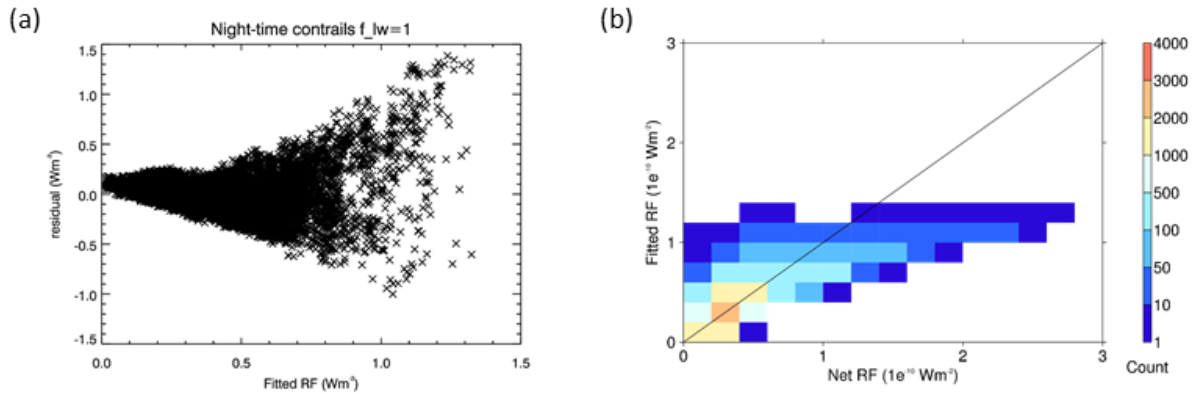 (a)
Night-time contrails f_lw=1
1.5
1.0
0.5
0.0
-0.5
-1.0
-1.5
residual (Wm⁻²)
0.0 0.5 1.0 1.5
Fitted RF (Wm⁻²)
(b)
3
2
1
0
Fitted RF (1e⁻¹⁰ Wm⁻²)
0 1 2 3
Net RF (1e⁻¹⁰ Wm⁻²)
4000
3000
2000
1000
500
100
50
10
1
Count